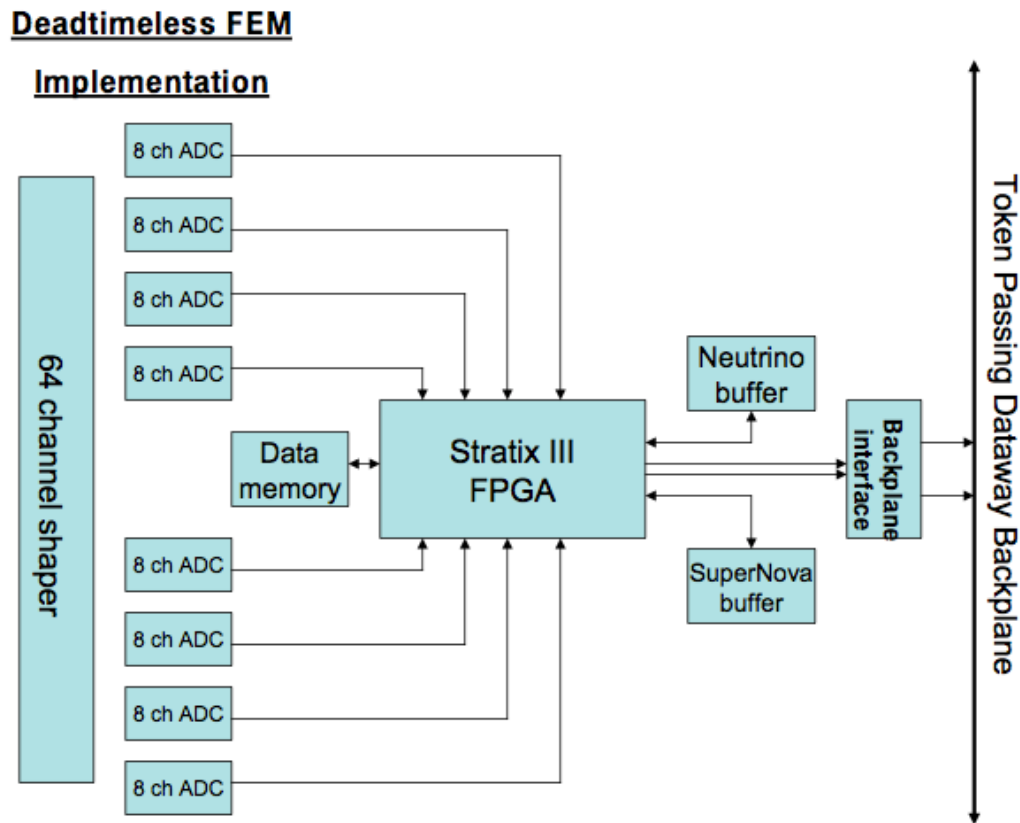 Deadtimeless FEM
Implementation
8 ch ADC
8 ch ADC
8 ch ADC
8 ch ADC
64 channel shaper
Data
memory
Stratix III
FPGA
Neutrino
buffer
SuperNova
buffer
Backplane
interface
Token Passing Dataway Backplane
8 ch ADC
8 ch ADC
8 ch ADC
8 ch ADC